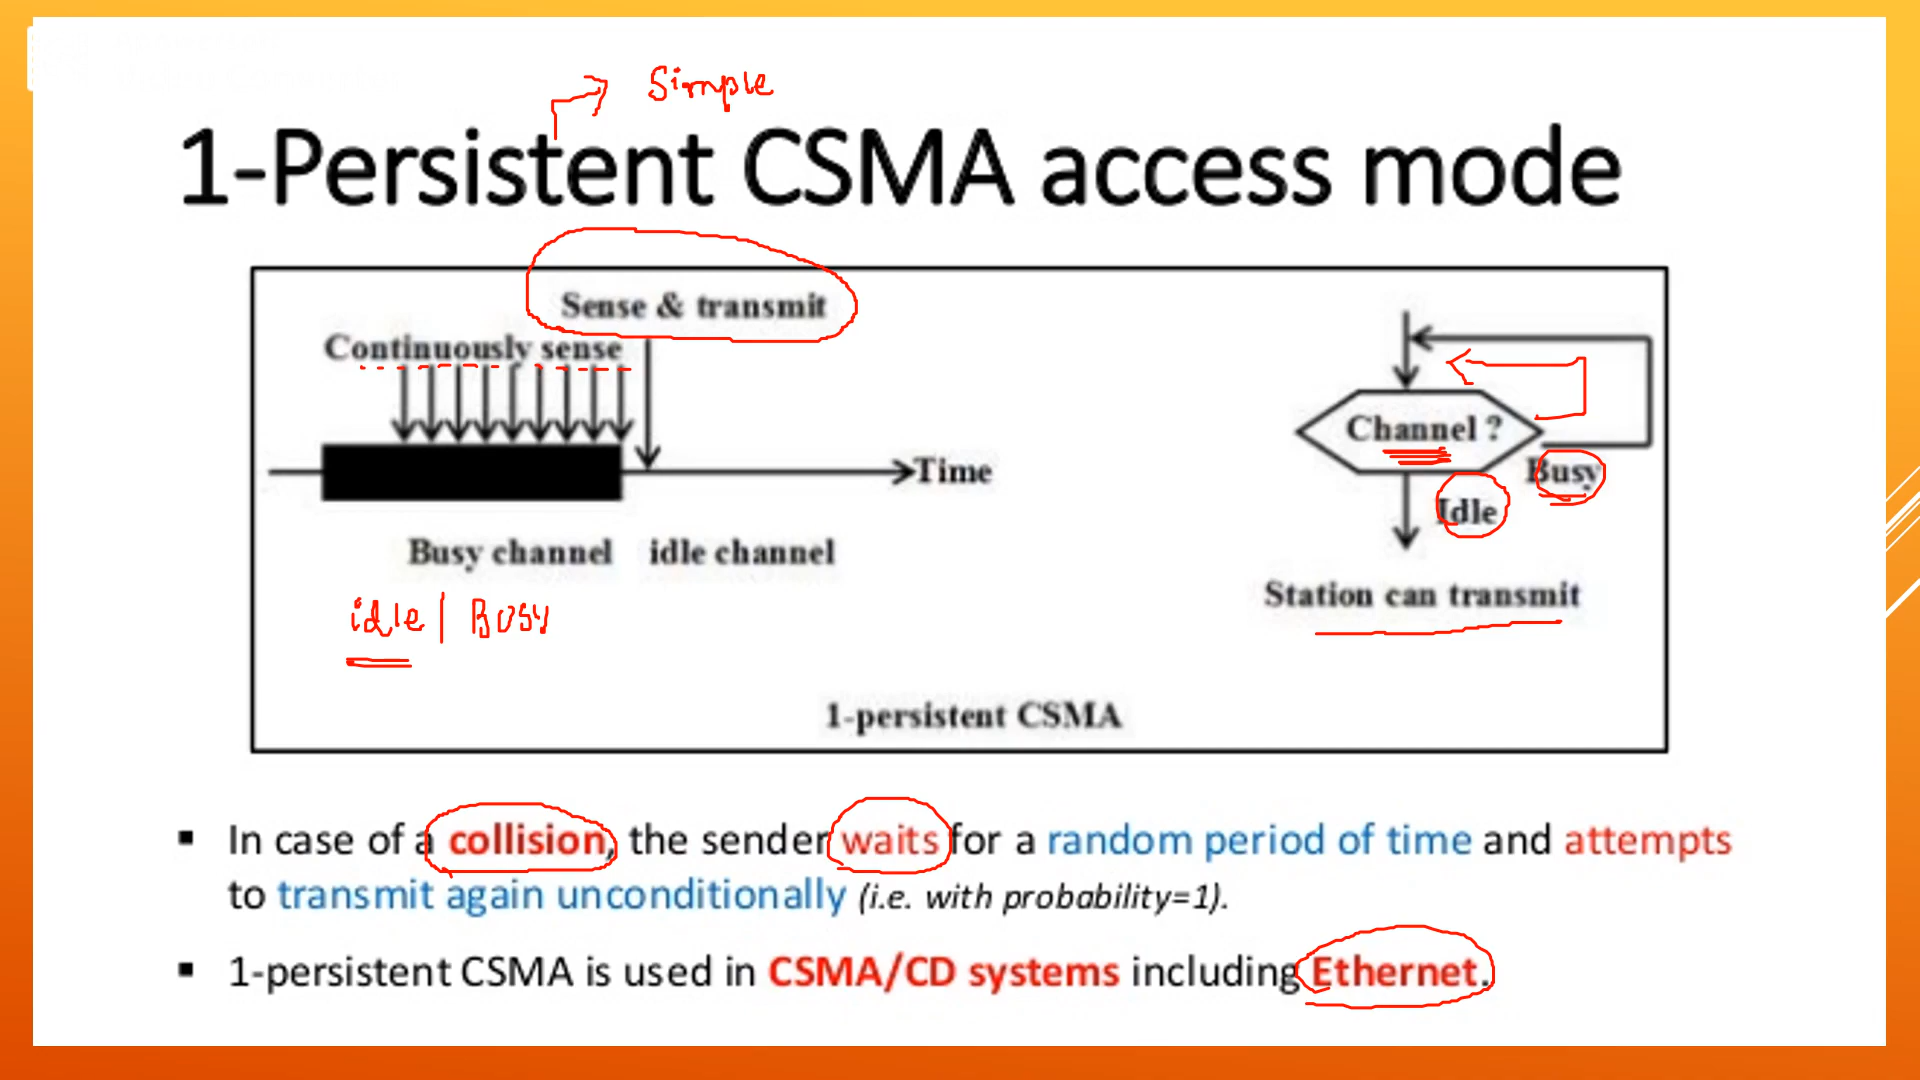 Simple
1-Persistent CSMA access mode
Sense & transmit
Continuously sense
Channel ?
Time
Busy
Idle
Busy channel idle channel
Station can transmit
idle | Busy
1-persistent CSMA
▪ In case of a collision, the sender waits for a random period of time and attempts
to transmit again unconditionally (i.e. with probability=1).
▪ 1-persistent CSMA is used in CSMA/CD systems including Ethernet.